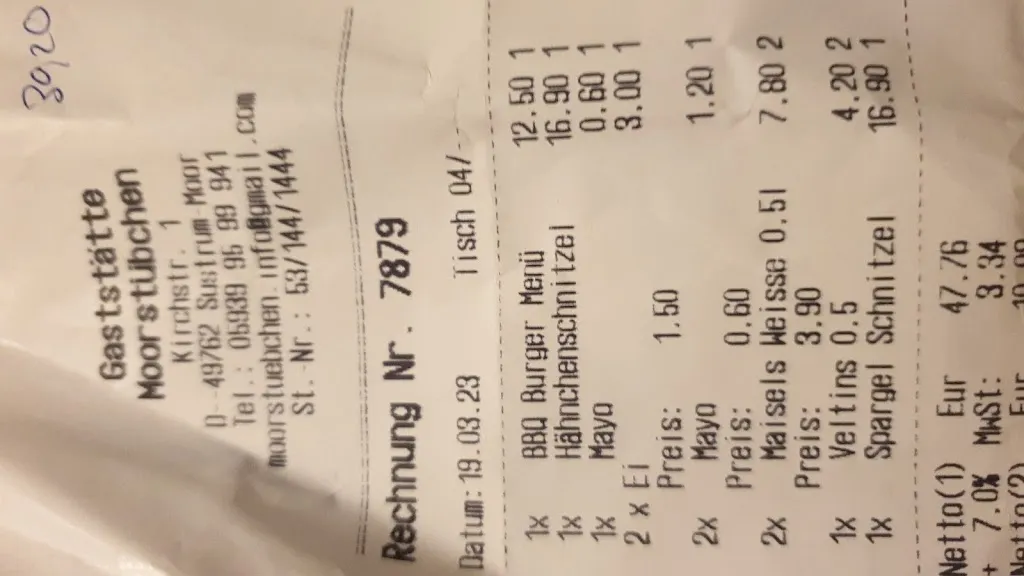 39,20
Gaststätte
Moorstübchen
Kirchstr. 1
D-49762 Sustrum-Moor
Tel.: 05939 95 99 941
moorstuebchen.info@gmail.com
St.-Nr.: 53/144/1444
Rechnung Nr. 7879
Datum:19.03.23 Tisch 04/-
1x BBQ Burger Menü 12.50 1
1x Hähnchenschnitzel 16.90 1
1x Mayo 0.60 1
2 x Ei 3.00 1
Preis: 1.50
2x Mayo 1.20 1
Preis: 0.60
2x Maisels Weisse 0.5l 7.80 2
Preis: 3.90
1x Veltins 0.5 4.20 2
1x Spargel Schnitzel 16.90 1
Netto(1) Eur 47.76
+ 7.0% MwSt: 3.34
Netto(2) Eur